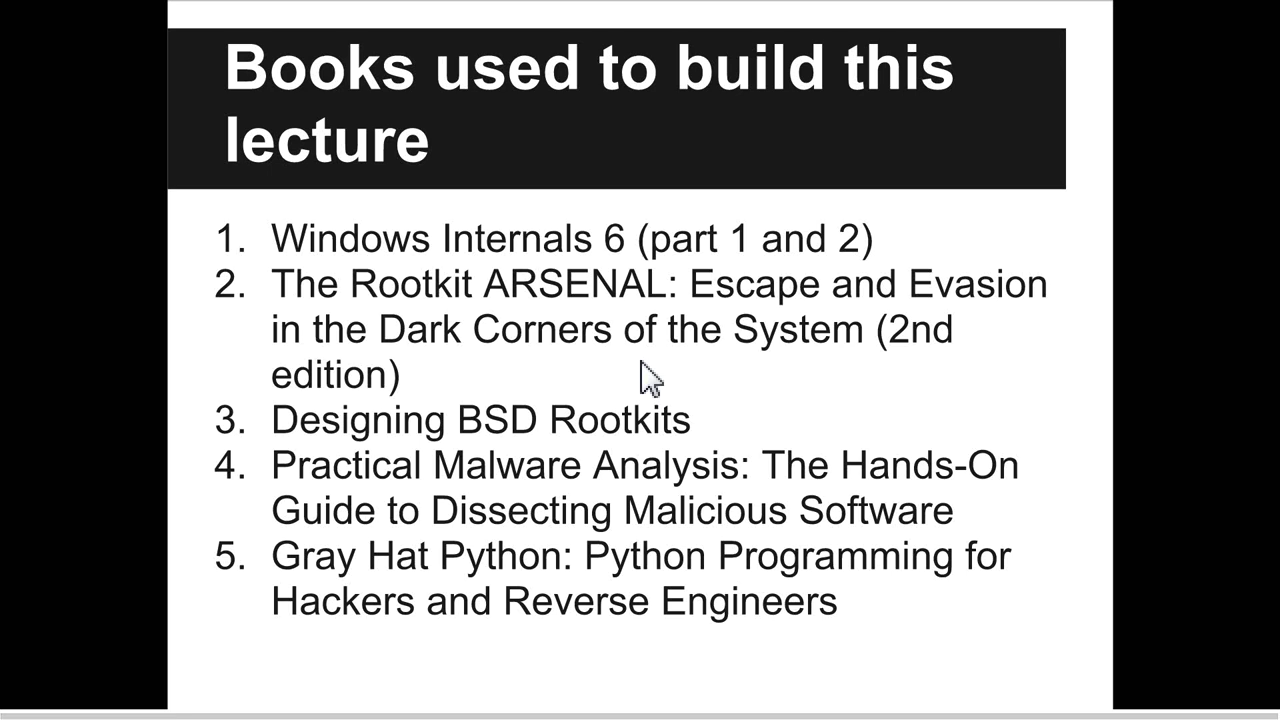 Books used to build this
lecture
1. Windows Internals 6 (part 1 and 2)
2. The Rootkit ARSENAL: Escape and Evasion
in the Dark Corners of the System (2nd
edition)
3. Designing BSD Rootkits
4. Practical Malware Analysis: The Hands-On
Guide to Dissecting Malicious Software
5. Gray Hat Python: Python Programming for
Hackers and Reverse Engineers